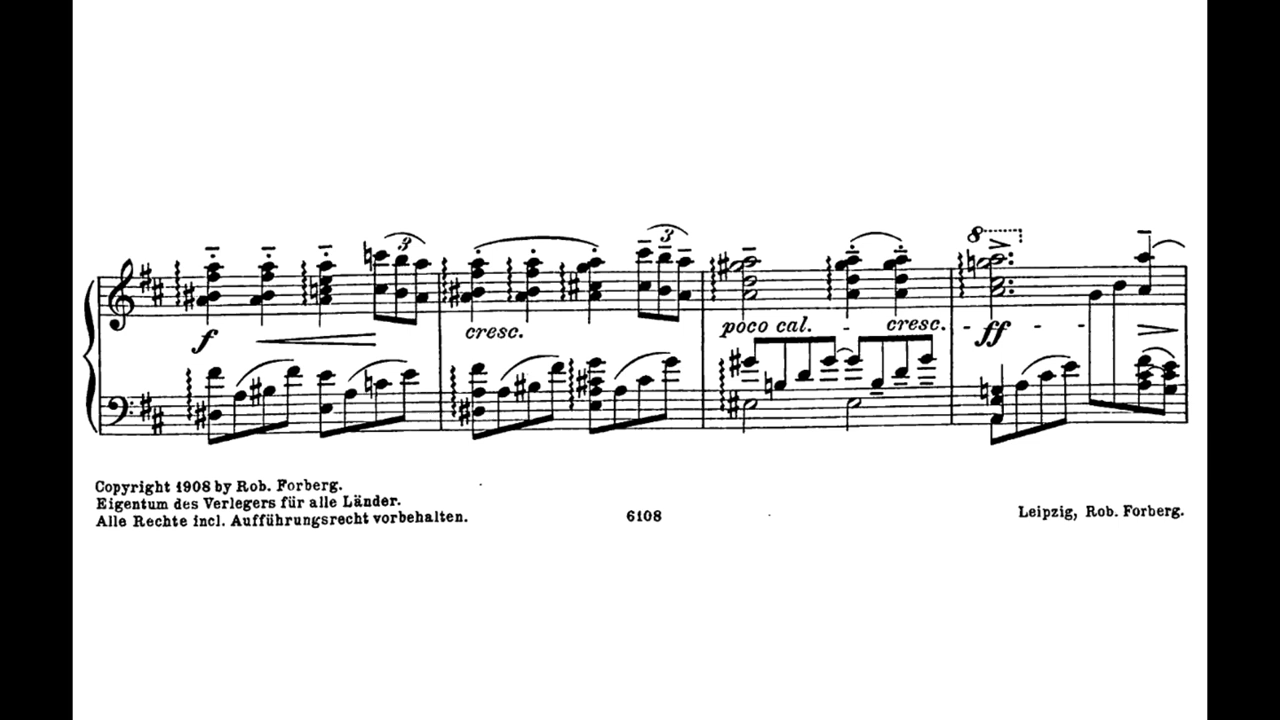 8
3
3
f
cresc.
poco cal. - cresc. - ff - -
Copyright 1908 by Rob. Forberg.
Eigentum des Verlegers für alle Länder.
Alle Rechte incl. Aufführungsrecht vorbehalten.
6108
Leipzig, Rob. Forberg.